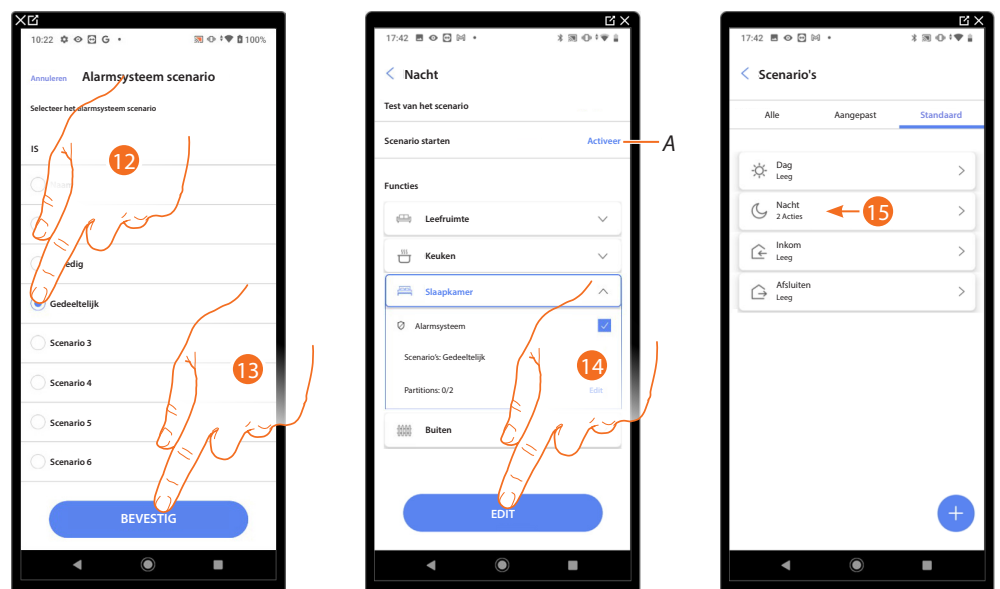 10:22 G • 100%
Annuleren Alarmsysteem scenario
Selecteer het alarmsysteem scenario
IS
12
Gedeeltelijk
Scenario 3
13
Scenario 4
Scenario 5
Scenario 6
BEVESTIG
17:42
Nacht
Test van het scenario
Scenario starten Activeer
A
Functies
Leefruimte
Keuken
Slaapkamer
Alarmsysteem
Scenario's: Gedeeltelijk
14
Partitions: 0/2 Edit
Buiten
EDIT
17:42
Scenario's
Alle Aangepast Standaard
Dag
Leeg
Nacht
2 Acties
15
Inkom
Leeg
Afsluiten
Leeg
+